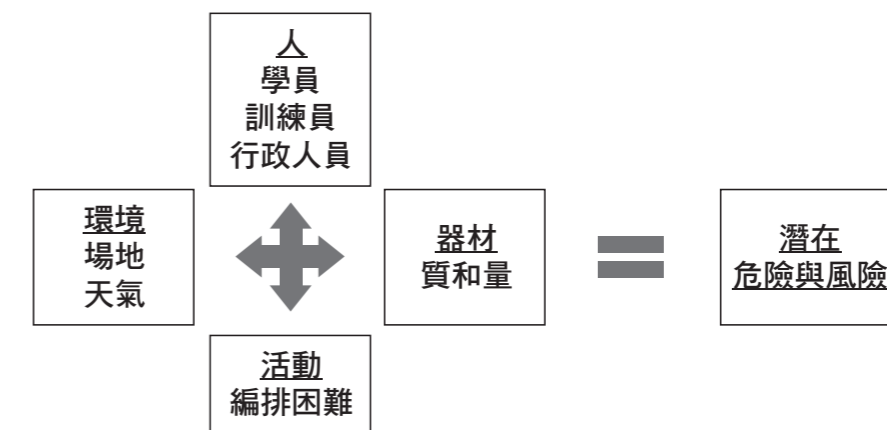 人
學員
訓練員
行政人員
環境
場地
天氣
器材
質和量
潛在
危險與風險
活動
編排困難